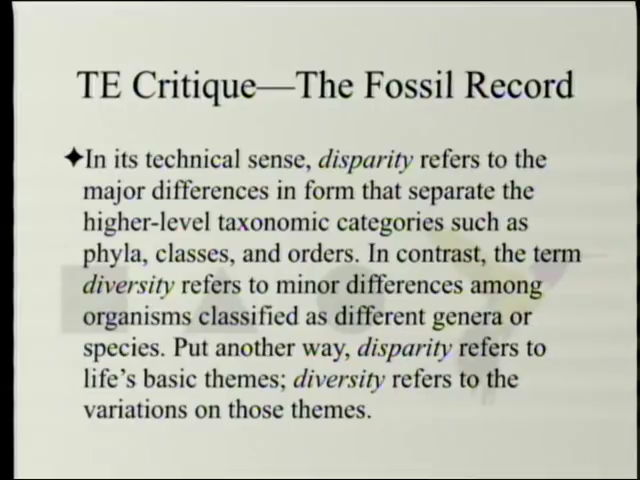 TE Critique—The Fossil Record
✦In its technical sense, disparity refers to the
major differences in form that separate the
higher-level taxonomic categories such as
phyla, classes, and orders. In contrast, the term
diversity refers to minor differences among
organisms classified as different genera or
species. Put another way, disparity refers to
life's basic themes; diversity refers to the
variations on those themes.